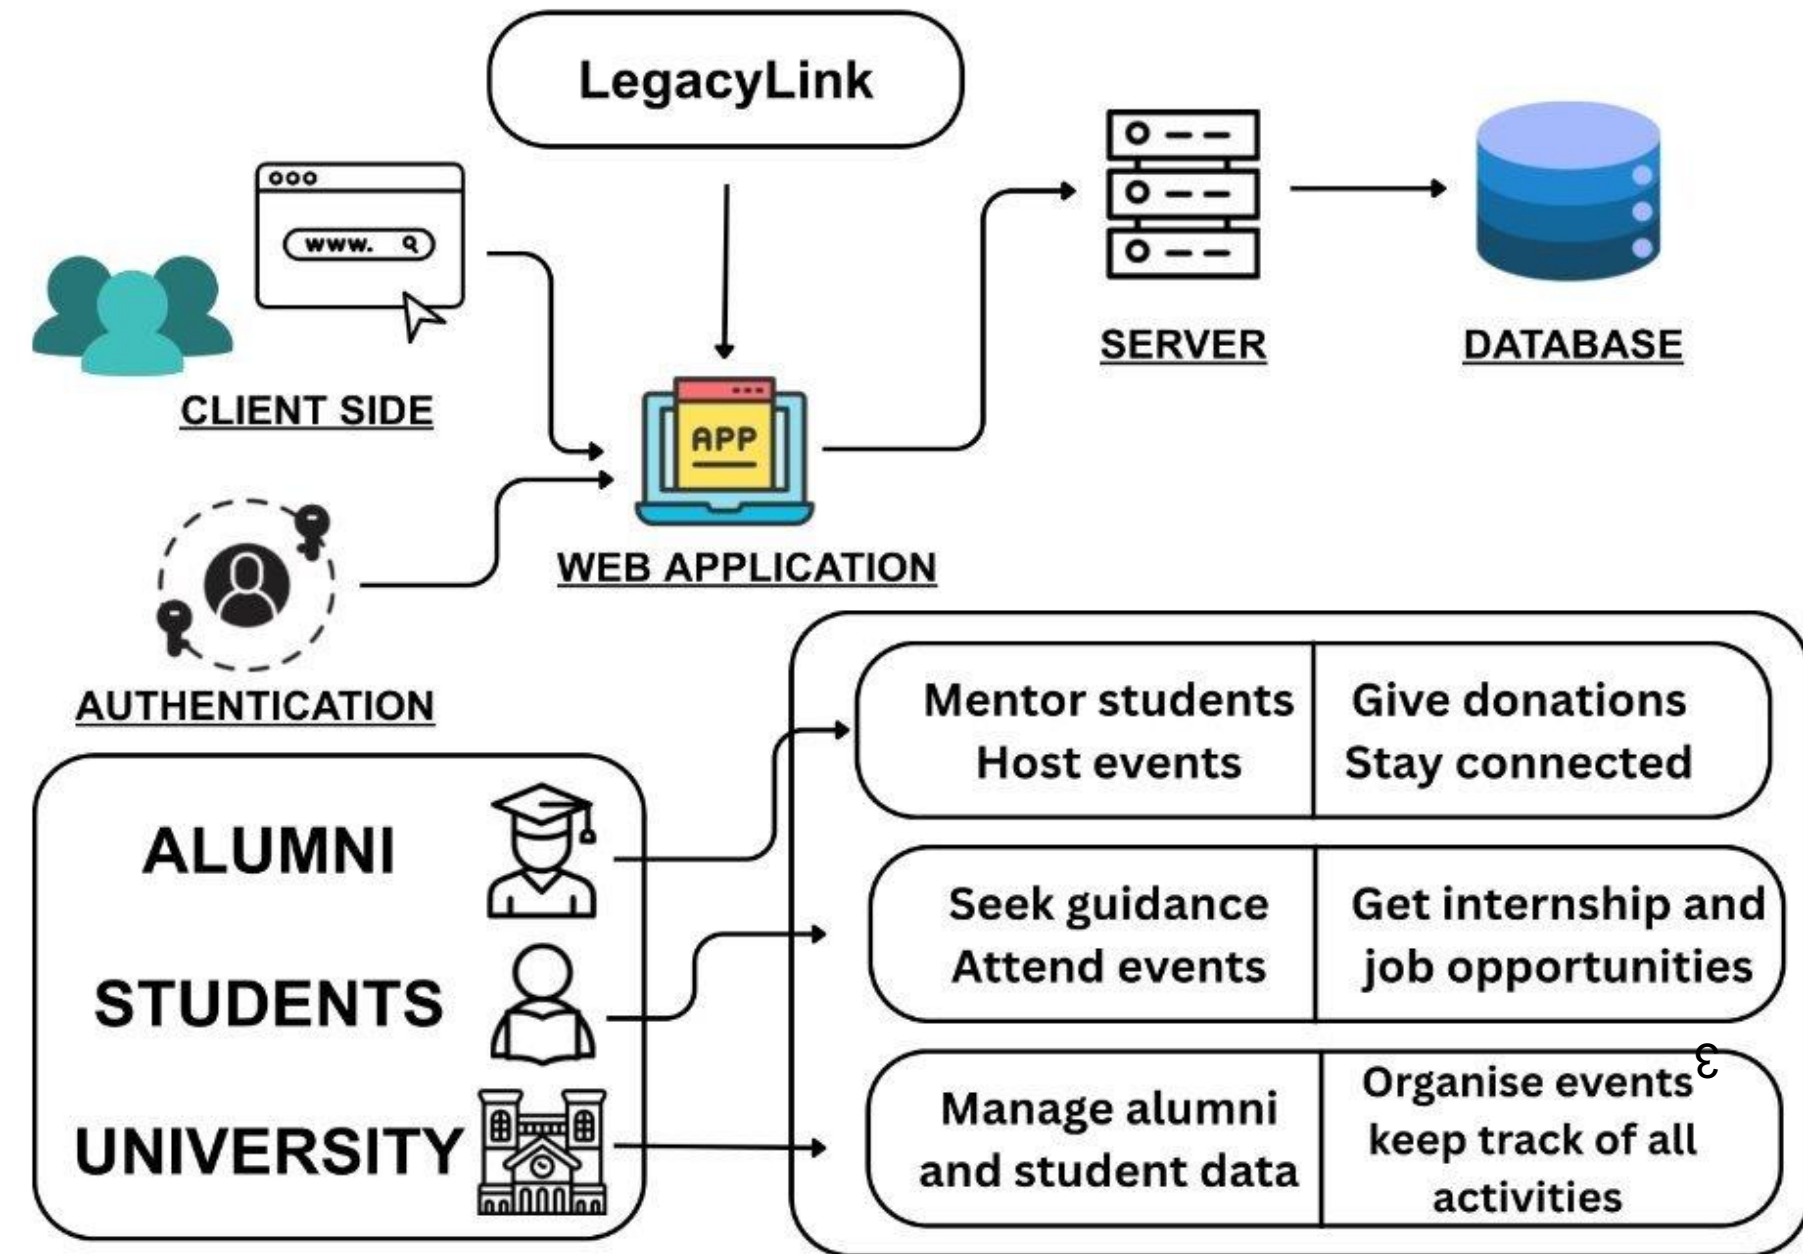 LegacyLink
www.
CLIENT SIDE
APP
SERVER
DATABASE
WEB APPLICATION
AUTHENTICATION
ALUMNI
STUDENTS
UNIVERSITY
Mentor students
Host events
Give donations
Stay connected
Seek guidance
Attend events
Get internship and
job opportunities
Manage alumni
and student data
Organise events ع
keep track of all
activities